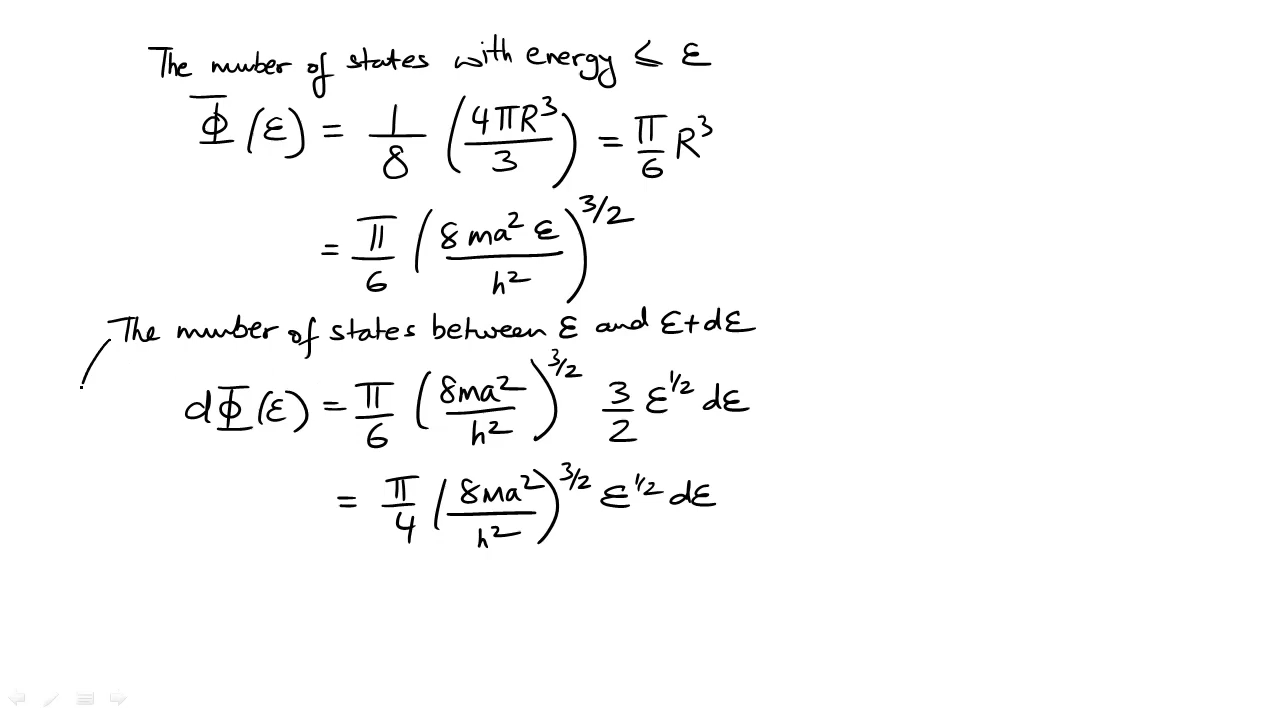 The number of states with energy ≤ ε
Φ(ε) = 1/8 (4πR³/3) = π/6 R³
= π/6 (8ma²ε/h²)^3/2
The number of states between ε and ε+dε
dΦ(ε) = π/6 (8ma²/h²)^3/2 3/2 ε^1/2 dε
= π/4 (8ma²/h²)^3/2 ε^1/2 dε